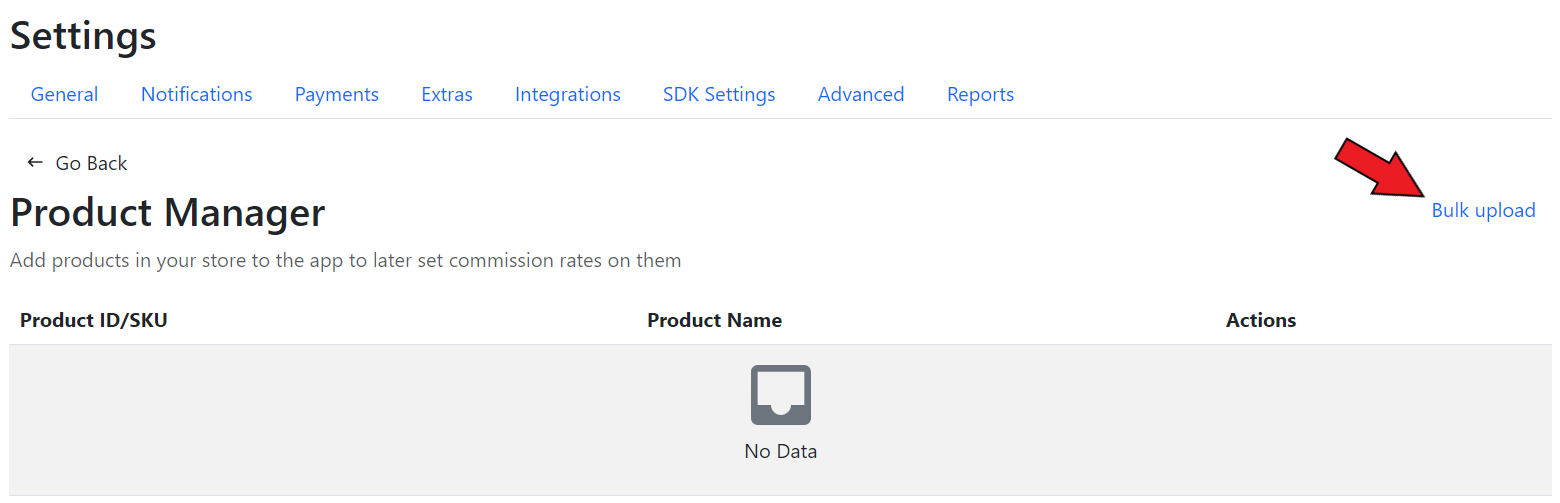 Settings
General Notifications Payments Extras Integrations SDK Settings Advanced Reports
← Go Back
Product Manager
Bulk upload
Add products in your store to the app to later set commission rates on them
Product ID/SKU Product Name Actions
No Data